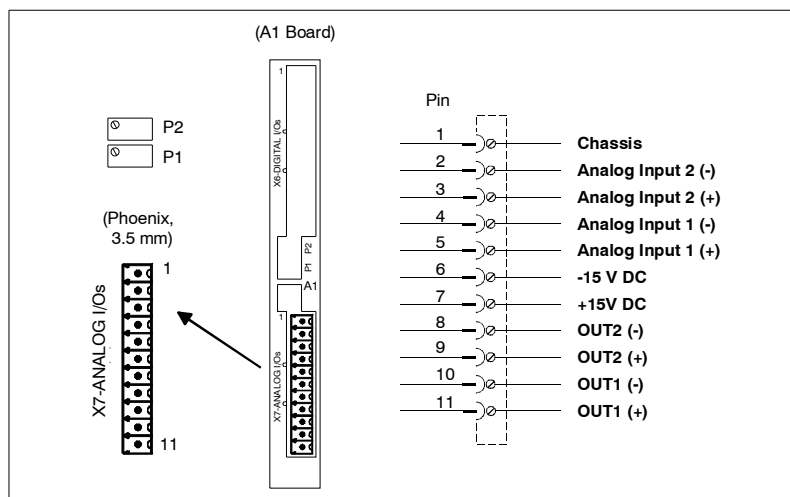 (A1 Board)
P2
P1
(Phoenix,
3.5 mm)
1
11
X7-ANALOG I/Os
1
X6-DIGITAL I/Os
P1 P2
A1
1
X7-ANALOG I/Os
Pin
1 Chassis
2 Analog Input 2 (-)
3 Analog Input 2 (+)
4 Analog Input 1 (-)
5 Analog Input 1 (+)
6 -15 V DC
7 +15V DC
8 OUT2 (-)
9 OUT2 (+)
10 OUT1 (-)
11 OUT1 (+)